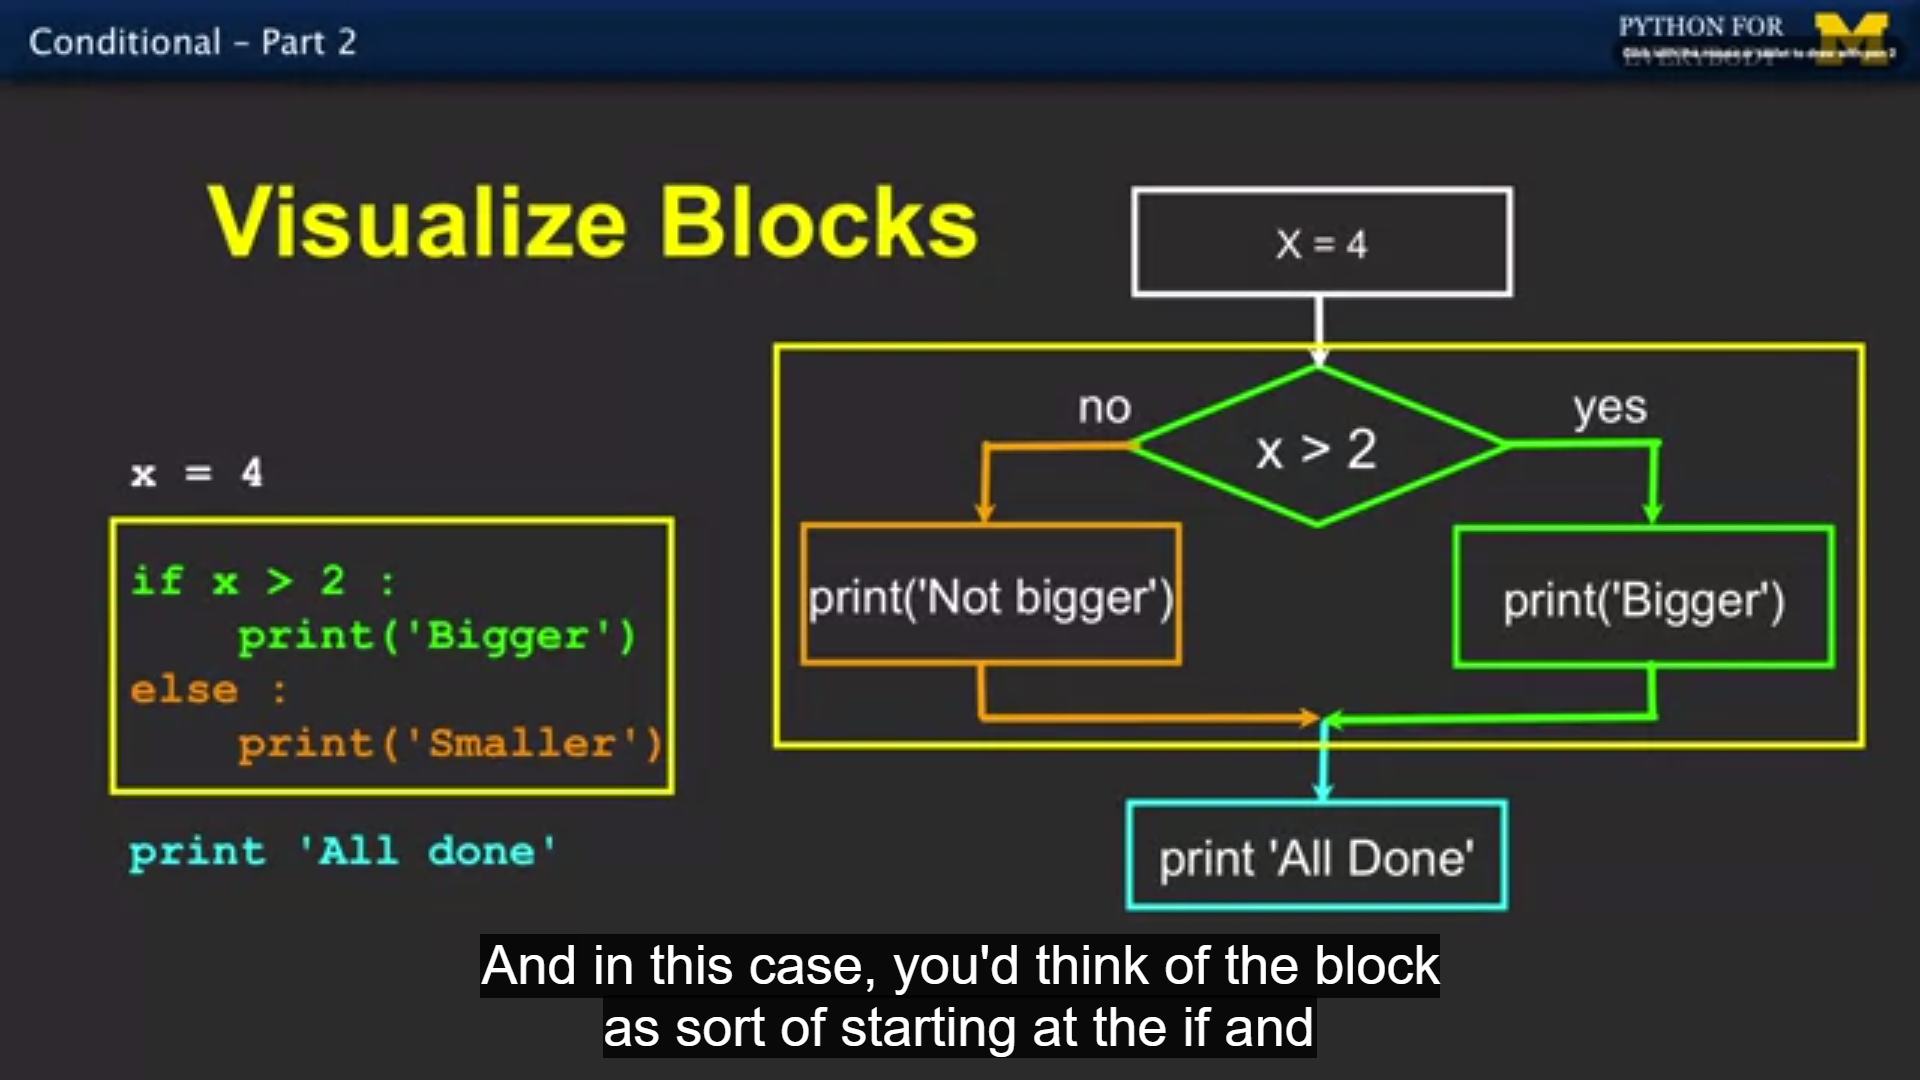 Conditional – Part 2
PYTHON FOR
EVERYBODY
Visualize Blocks
X = 4
no
yes
x > 2
x = 4
if x > 2 :
print('Bigger')
else :
print('Smaller')
print 'All done'
print('Not bigger')
print('Bigger')
print 'All Done'
And in this case, you'd think of the block
as sort of starting at the if and